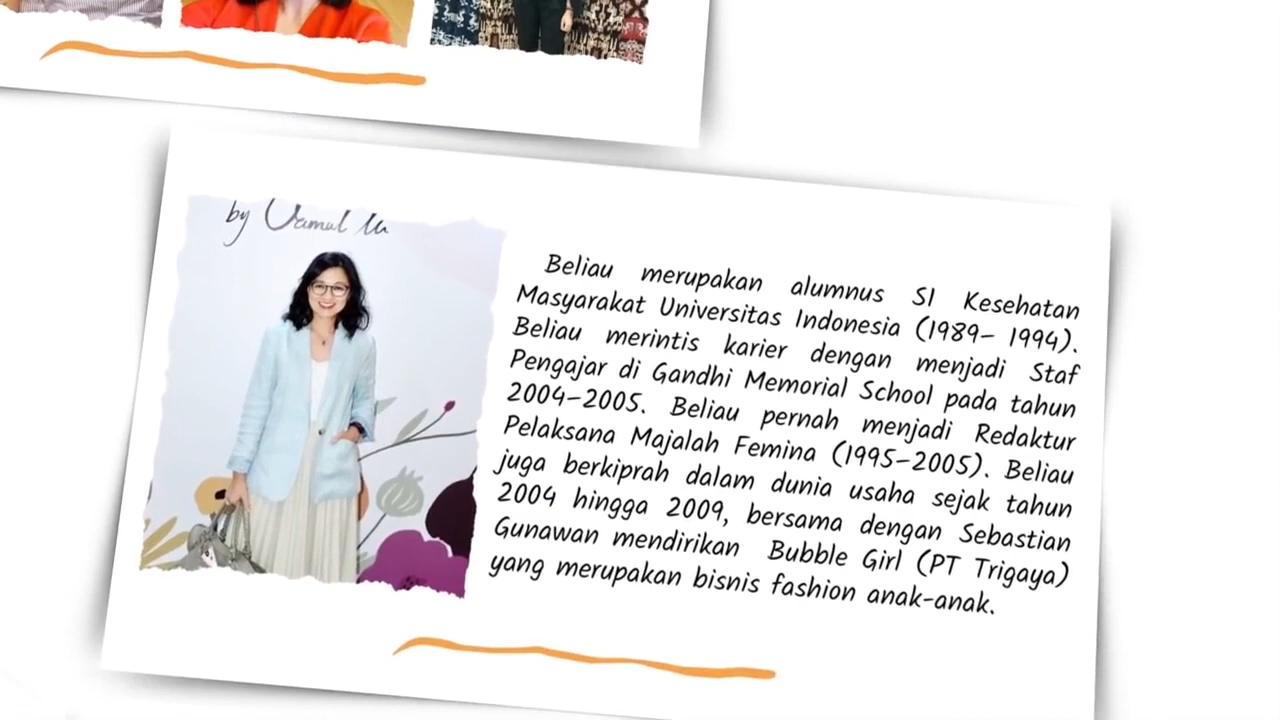 by
Beliau merupakan alumnus S1 Kesehatan
Masyarakat Universitas Indonesia (1989– 1994).
Beliau merintis karier dengan menjadi Staf
Pengajar di Gandhi Memorial School pada tahun
2004–2005. Beliau pernah menjadi Redaktur
Pelaksana Majalah Femina (1995–2005). Beliau
juga berkiprah dalam dunia usaha sejak tahun
2004 hingga 2009, bersama dengan Sebastian
Gunawan mendirikan Bubble Girl (PT Trigaya)
yang merupakan bisnis fashion anak-anak.